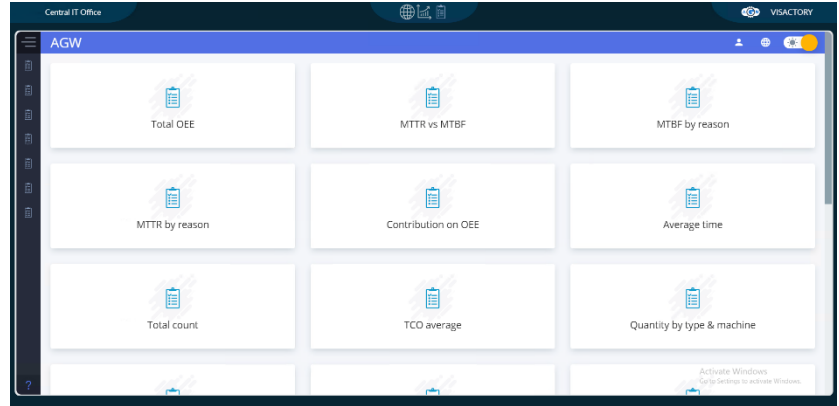 Central IT Office
VISACTORY
AGW
Total OEE
MTTR vs MTBF
MTBF by reason
MTTR by reason
Contribution on OEE
Average time
Total count
TCO average
Quantity by type & machine
Activate Windows
Go to Settings to activate Windows.
?